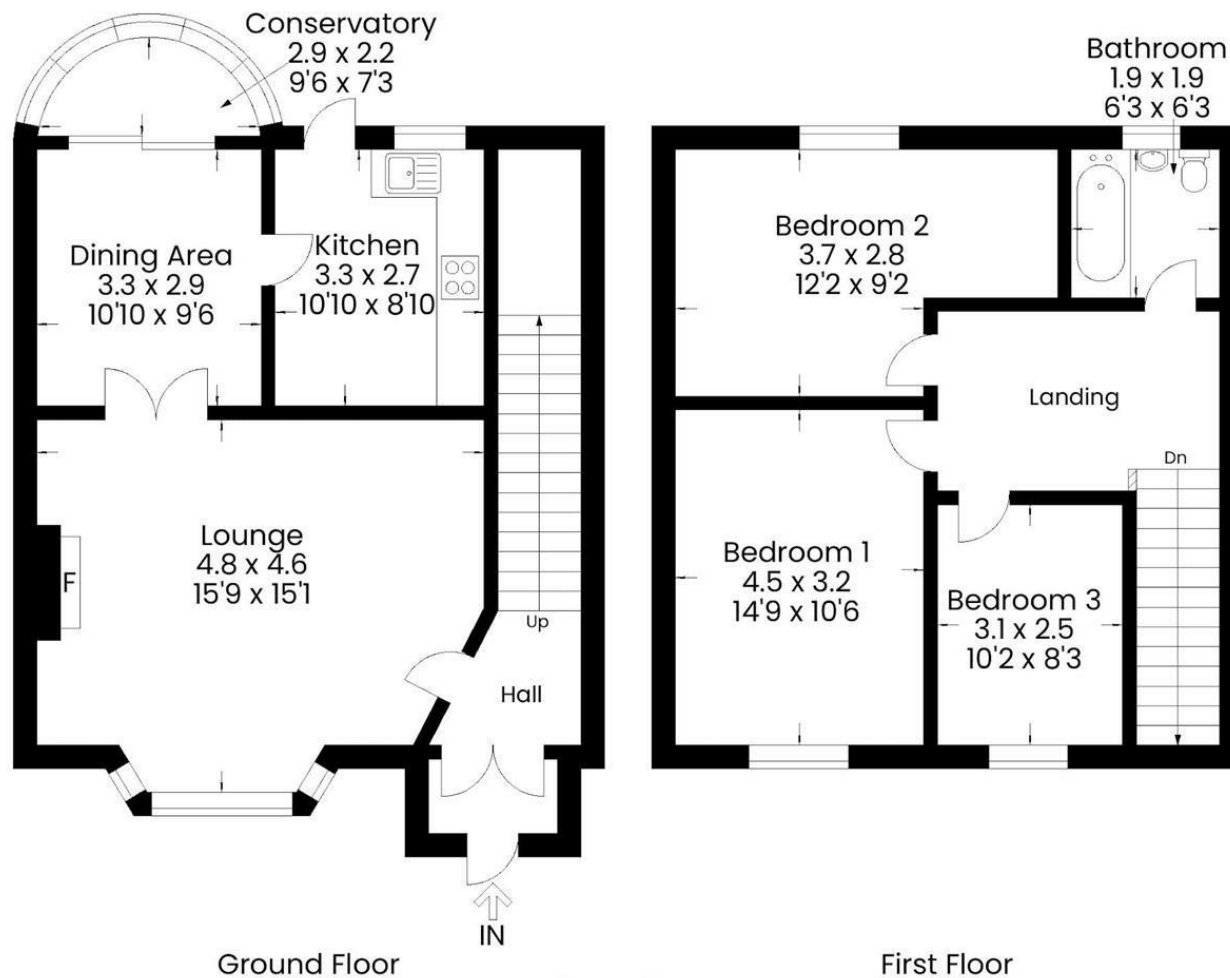 Conservatory
2.9 x 2.2
9'6 x 7'3
Dining Area
3.3 x 2.9
10'10 x 9'6
Kitchen
3.3 x 2.7
10'10 x 8'10
Lounge
4.8 x 4.6
15'9 x 15'1
F
Up
Hall
IN
Ground Floor
Bathroom
1.9 x 1.9
6'3 x 6'3
Bedroom 2
3.7 x 2.8
12'2 x 9'2
Landing
Dn
Bedroom 1
4.5 x 3.2
14'9 x 10'6
Bedroom 3
3.1 x 2.5
10'2 x 8'3
First Floor